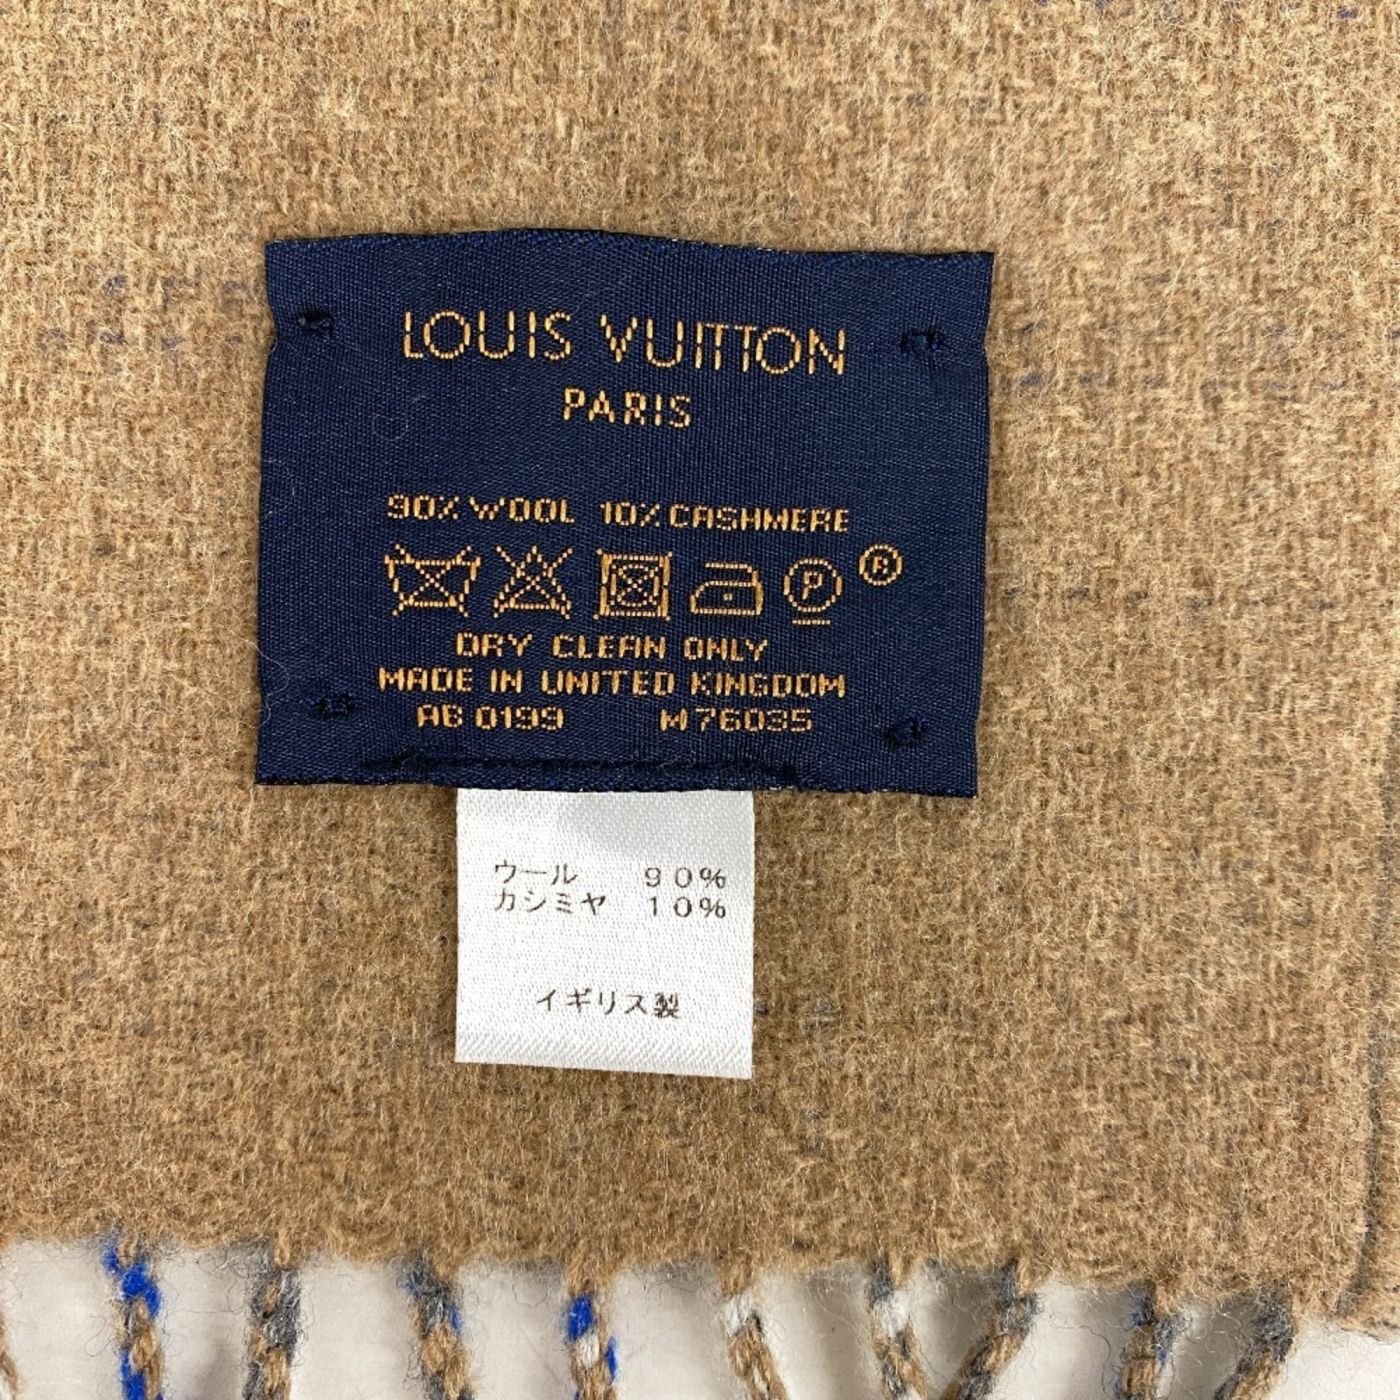 LOUIS VUITTON
PARIS
90% WOOL 10% CASHMERE
P ®
DRY CLEAN ONLY
MADE IN UNITED KINGDOM
AB 0199 M76035
ウール 90%
カシミヤ 10%
イギリス製